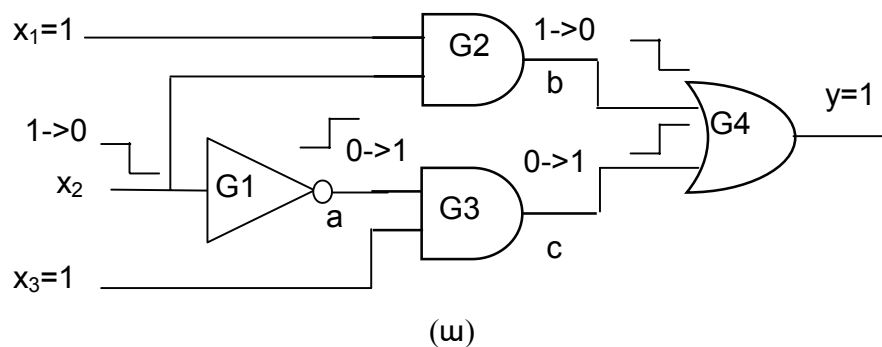 x₁=1
G2
1->0
b
y=1
G4
1->0
0->1
0->1
x₂
G1
a
G3
c
x₃=1
(ա)